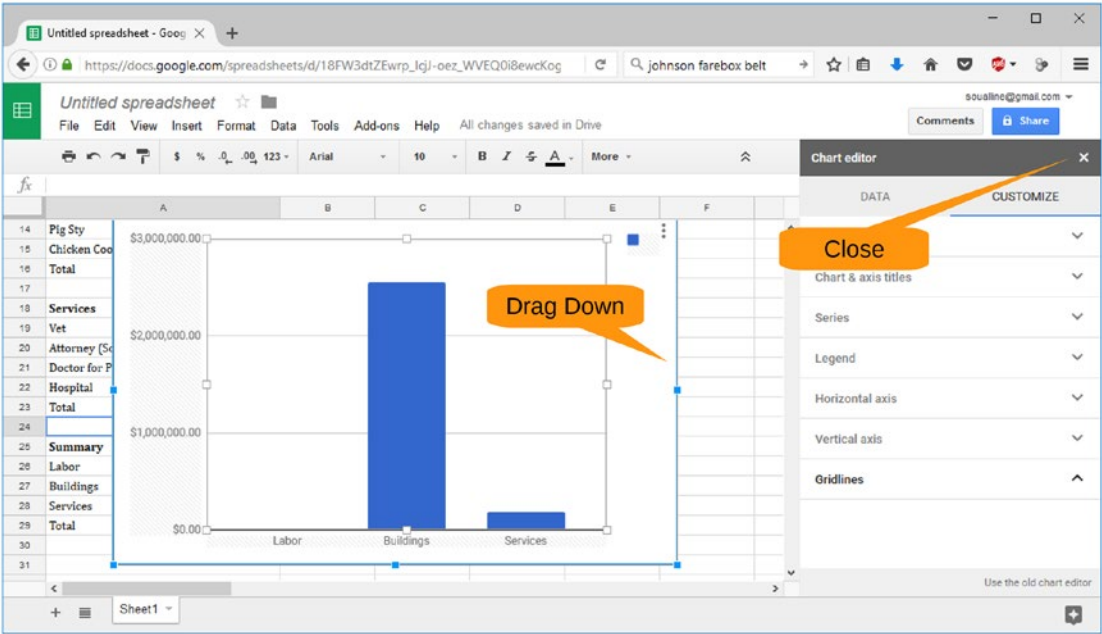 Untitled spreadsheet - Goog
https://docs.google.com/spreadsheets/d/18FW3dtZEwrp_IcjJ-oez_WVEQ0i8ewcKog
johnson farebox belt
Untitled spreadsheet
soualline@gmail.com
File Edit View Insert Format Data Tools Add-ons Help All changes saved in Drive
Comments Share
$ % .0 .00 123 Arial 10 B I S A More
Chart editor
fx
DATA CUSTOMIZE
A B C D E F
14 Pig Sty
$3,000,000.00
15 Chicken Coo
Close
16 Total
Chart & axis titles
17
18 Services
Drag Down
Series
19 Vet
$2,000,000.00
20 Attorney (Sc
21 Doctor for P
Legend
22 Hospital
23 Total
Horizontal axis
24
$1,000,000.00
25 Summary
Vertical axis
26 Labor
27 Buildings
Gridlines
28 Services
29 Total
$0.00
30
Labor Buildings Services
31
Use the old chart editor
Sheet1